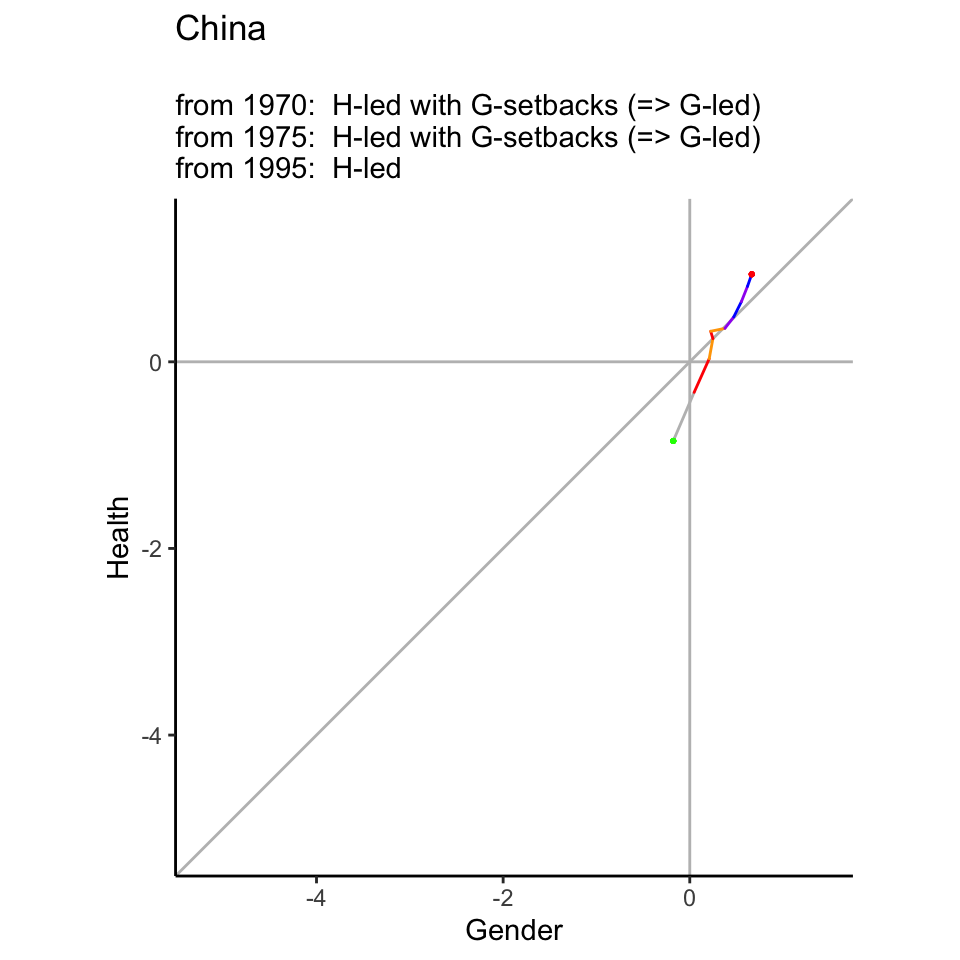 China
from 1970:  H-led with G-setbacks (=> G-led)
from 1975:  H-led with G-setbacks (=> G-led)
from 1995:  H-led
Health
0
-2
-4
-4
-2
0
Gender